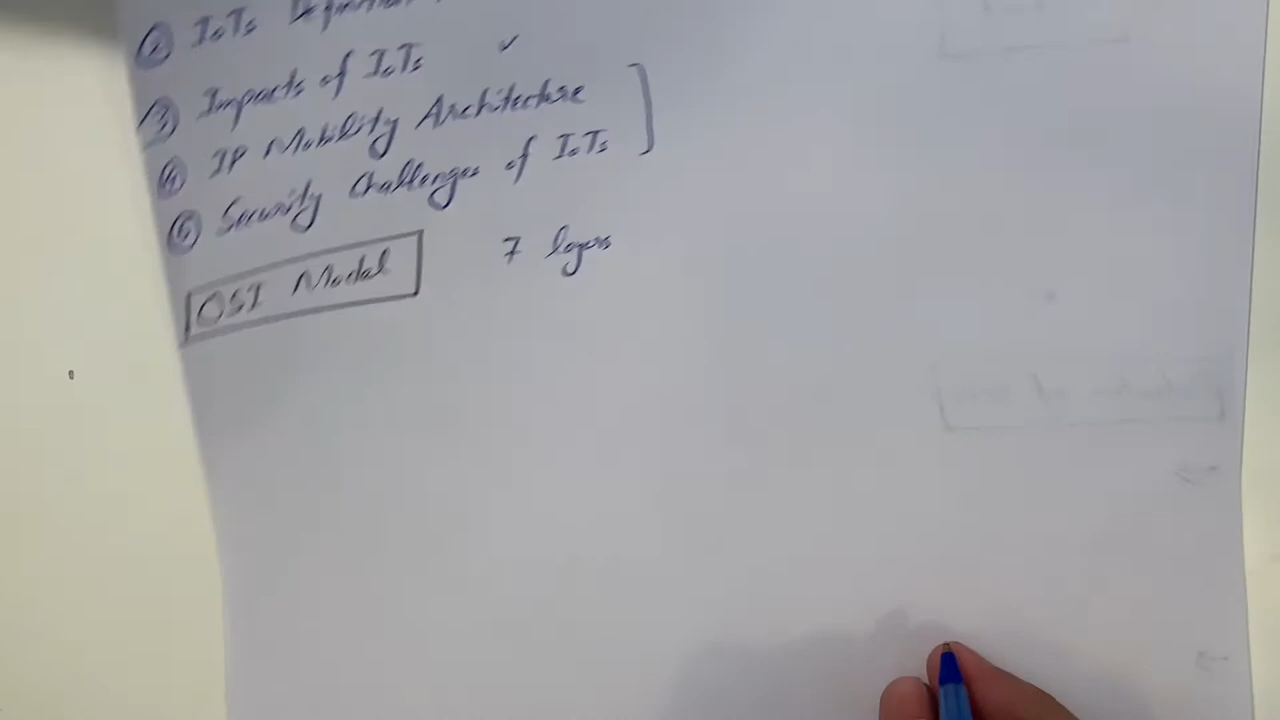 ② IoTs Definition
③ Impacts of IoTs ✓
④ IP Mobility Architecture
⑤ Security Challenges of IoTs
OSI Model 7 layers